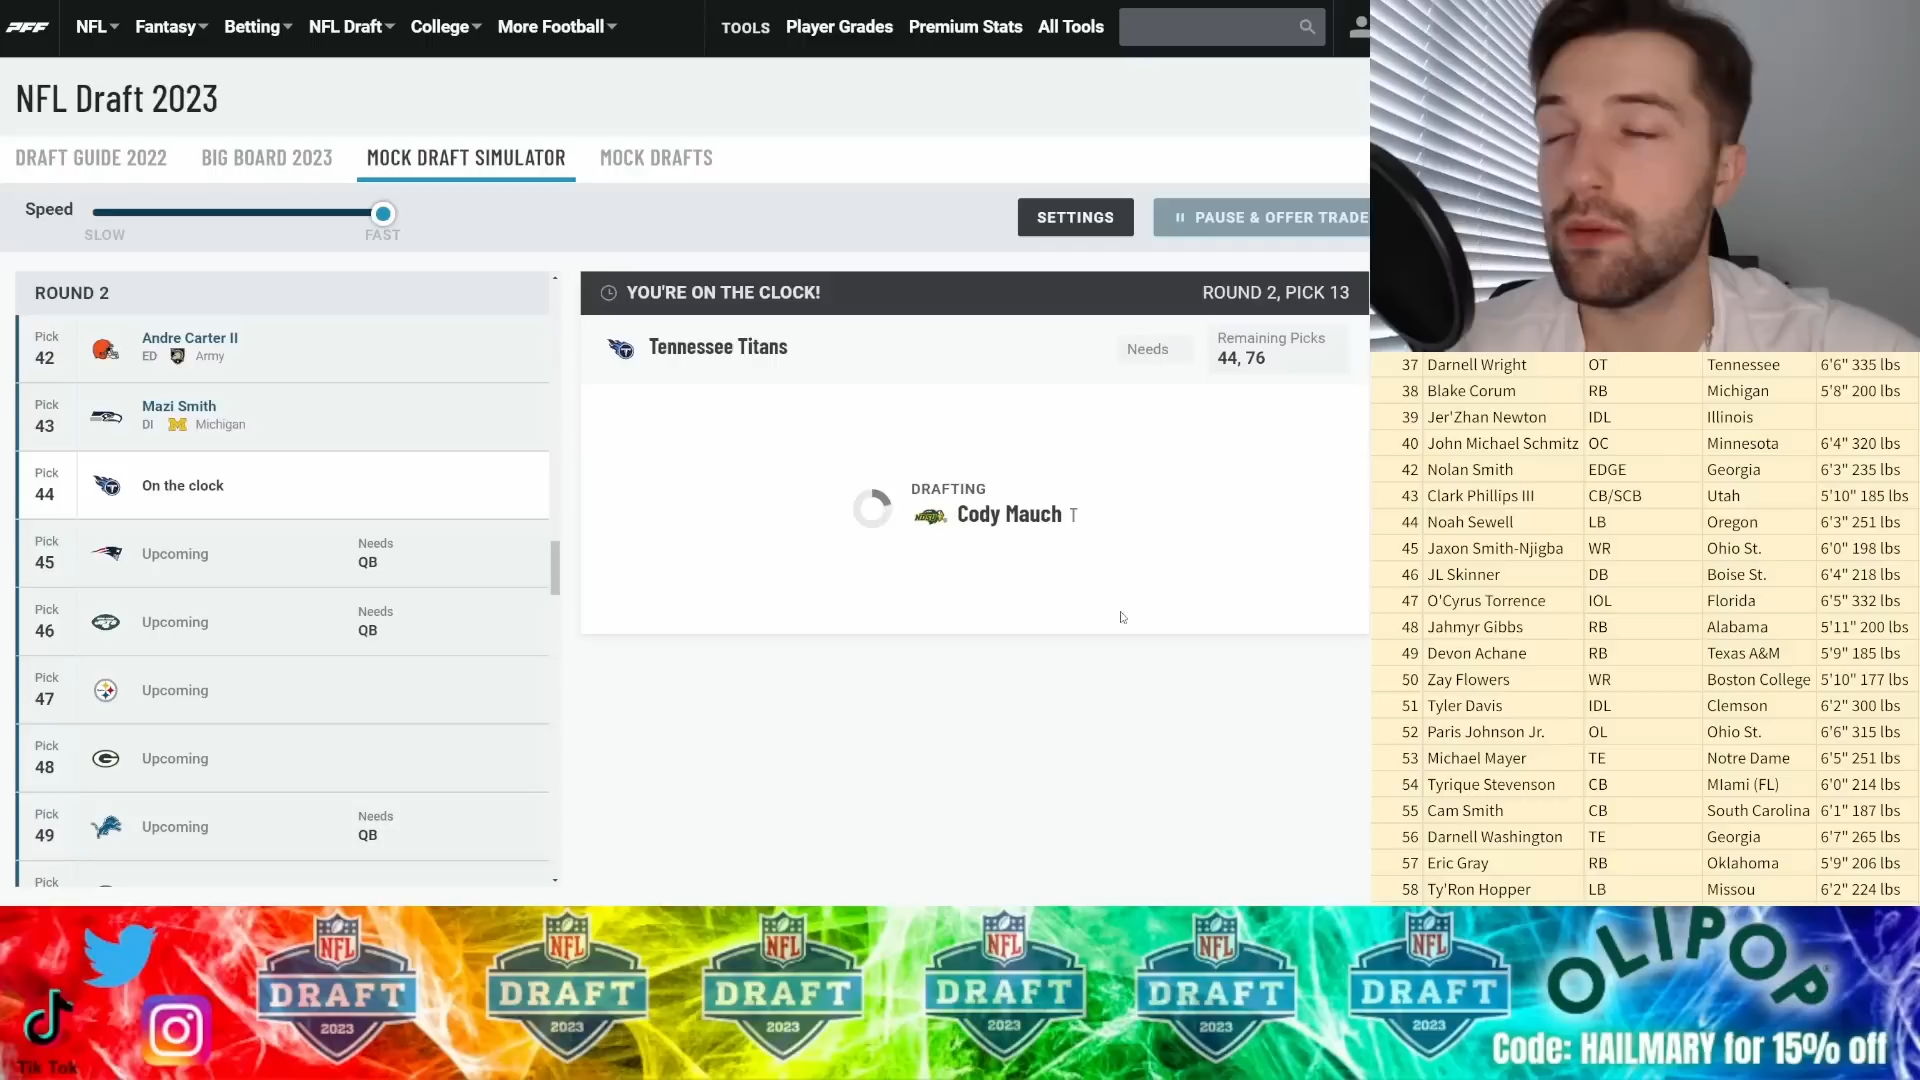 PFF
NFL
Fantasy
Betting
NFL Draft
College
More Football
TOOLS
Player Grades
Premium Stats
All Tools
NFL Draft 2023
DRAFT GUIDE 2022
BIG BOARD 2023
MOCK DRAFT SIMULATOR
MOCK DRAFTS
Speed
SLOW
FAST
SETTINGS
PAUSE & OFFER TRADE
ROUND 2
Pick
42
Andre Carter II
ED Army
Pick
43
Mazi Smith
DI Michigan
Pick
44
On the clock
Pick
45
Upcoming
Needs
QB
Pick
46
Upcoming
Needs
QB
Pick
47
Upcoming
Pick
48
Upcoming
Pick
49
Upcoming
Needs
QB
Pick
YOU'RE ON THE CLOCK!
ROUND 2, PICK 13
Tennessee Titans
Needs
Remaining Picks
44, 76
DRAFTING
Cody Mauch T
37 Darnell Wright OT Tennessee 6'6" 335 lbs
38 Blake Corum RB Michigan 5'8" 200 lbs
39 Jer'Zhan Newton IDL Illinois
40 John Michael Schmitz OC Minnesota 6'4" 320 lbs
42 Nolan Smith EDGE Georgia 6'3" 235 lbs
43 Clark Phillips III CB/SCB Utah 5'10" 185 lbs
44 Noah Sewell LB Oregon 6'3" 251 lbs
45 Jaxon Smith-Njigba WR Ohio St. 6'0" 198 lbs
46 JL Skinner DB Boise St. 6'4" 218 lbs
47 O'Cyrus Torrence IOL Florida 6'5" 332 lbs
48 Jahmyr Gibbs RB Alabama 5'11" 200 lbs
49 Devon Achane RB Texas A&M 5'9" 185 lbs
50 Zay Flowers WR Boston College 5'10" 177 lbs
51 Tyler Davis IDL Clemson 6'2" 300 lbs
52 Paris Johnson Jr. OL Ohio St. 6'6" 315 lbs
53 Michael Mayer TE Notre Dame 6'5" 251 lbs
54 Tyrique Stevenson CB MIami (FL) 6'0" 214 lbs
55 Cam Smith CB South Carolina 6'1" 187 lbs
56 Darnell Washington TE Georgia 6'7" 265 lbs
57 Eric Gray RB Oklahoma 5'9" 206 lbs
58 Ty'Ron Hopper LB Missou 6'2" 224 lbs
Tik Tok
NFL
DRAFT
2023
NFL
DRAFT
2023
NFL
DRAFT
2023
NFL
DRAFT
2023
NFL
DRAFT
2023
NFL
DRAFT
2023
OLIPOP
Code: HAILMARY for 15% off